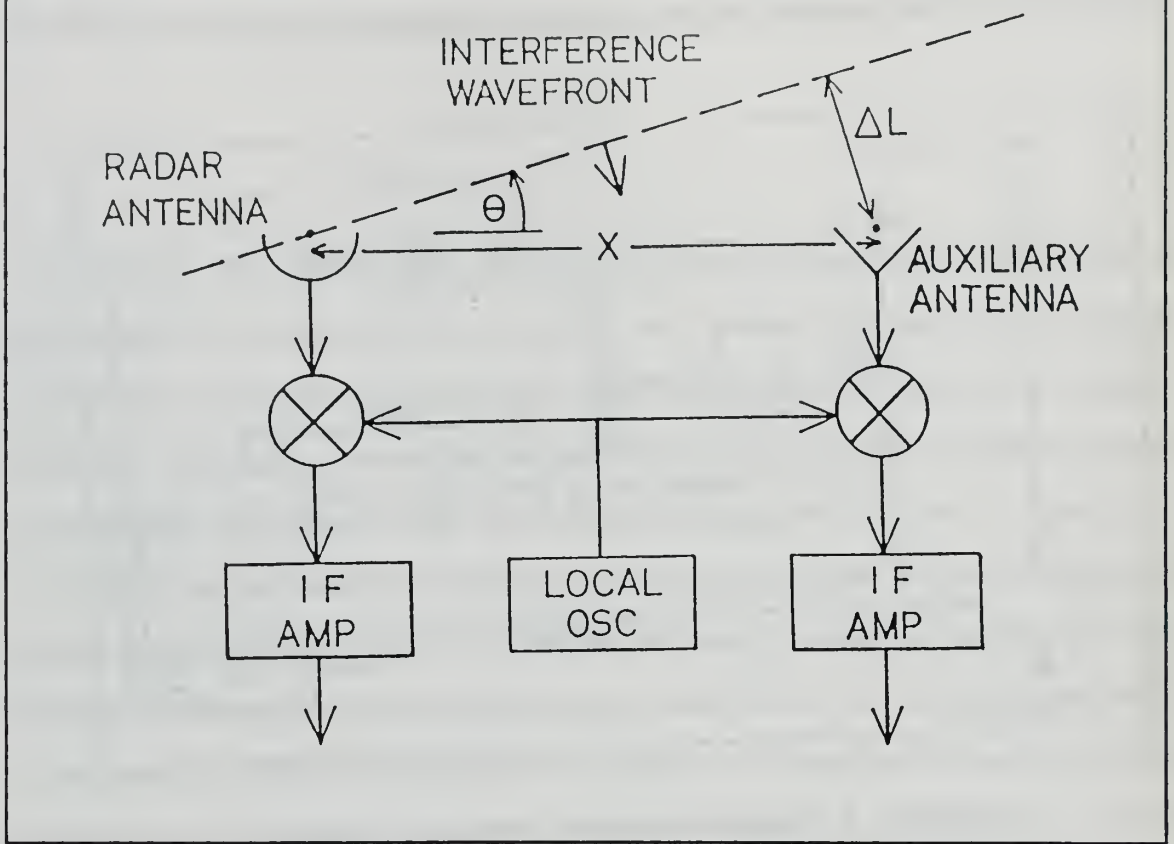 INTERFERENCE
WAVEFRONT
ΔL
RADAR
ANTENNA
θ
X
AUXILIARY
ANTENNA
I F
AMP
LOCAL
OSC
I F
AMP